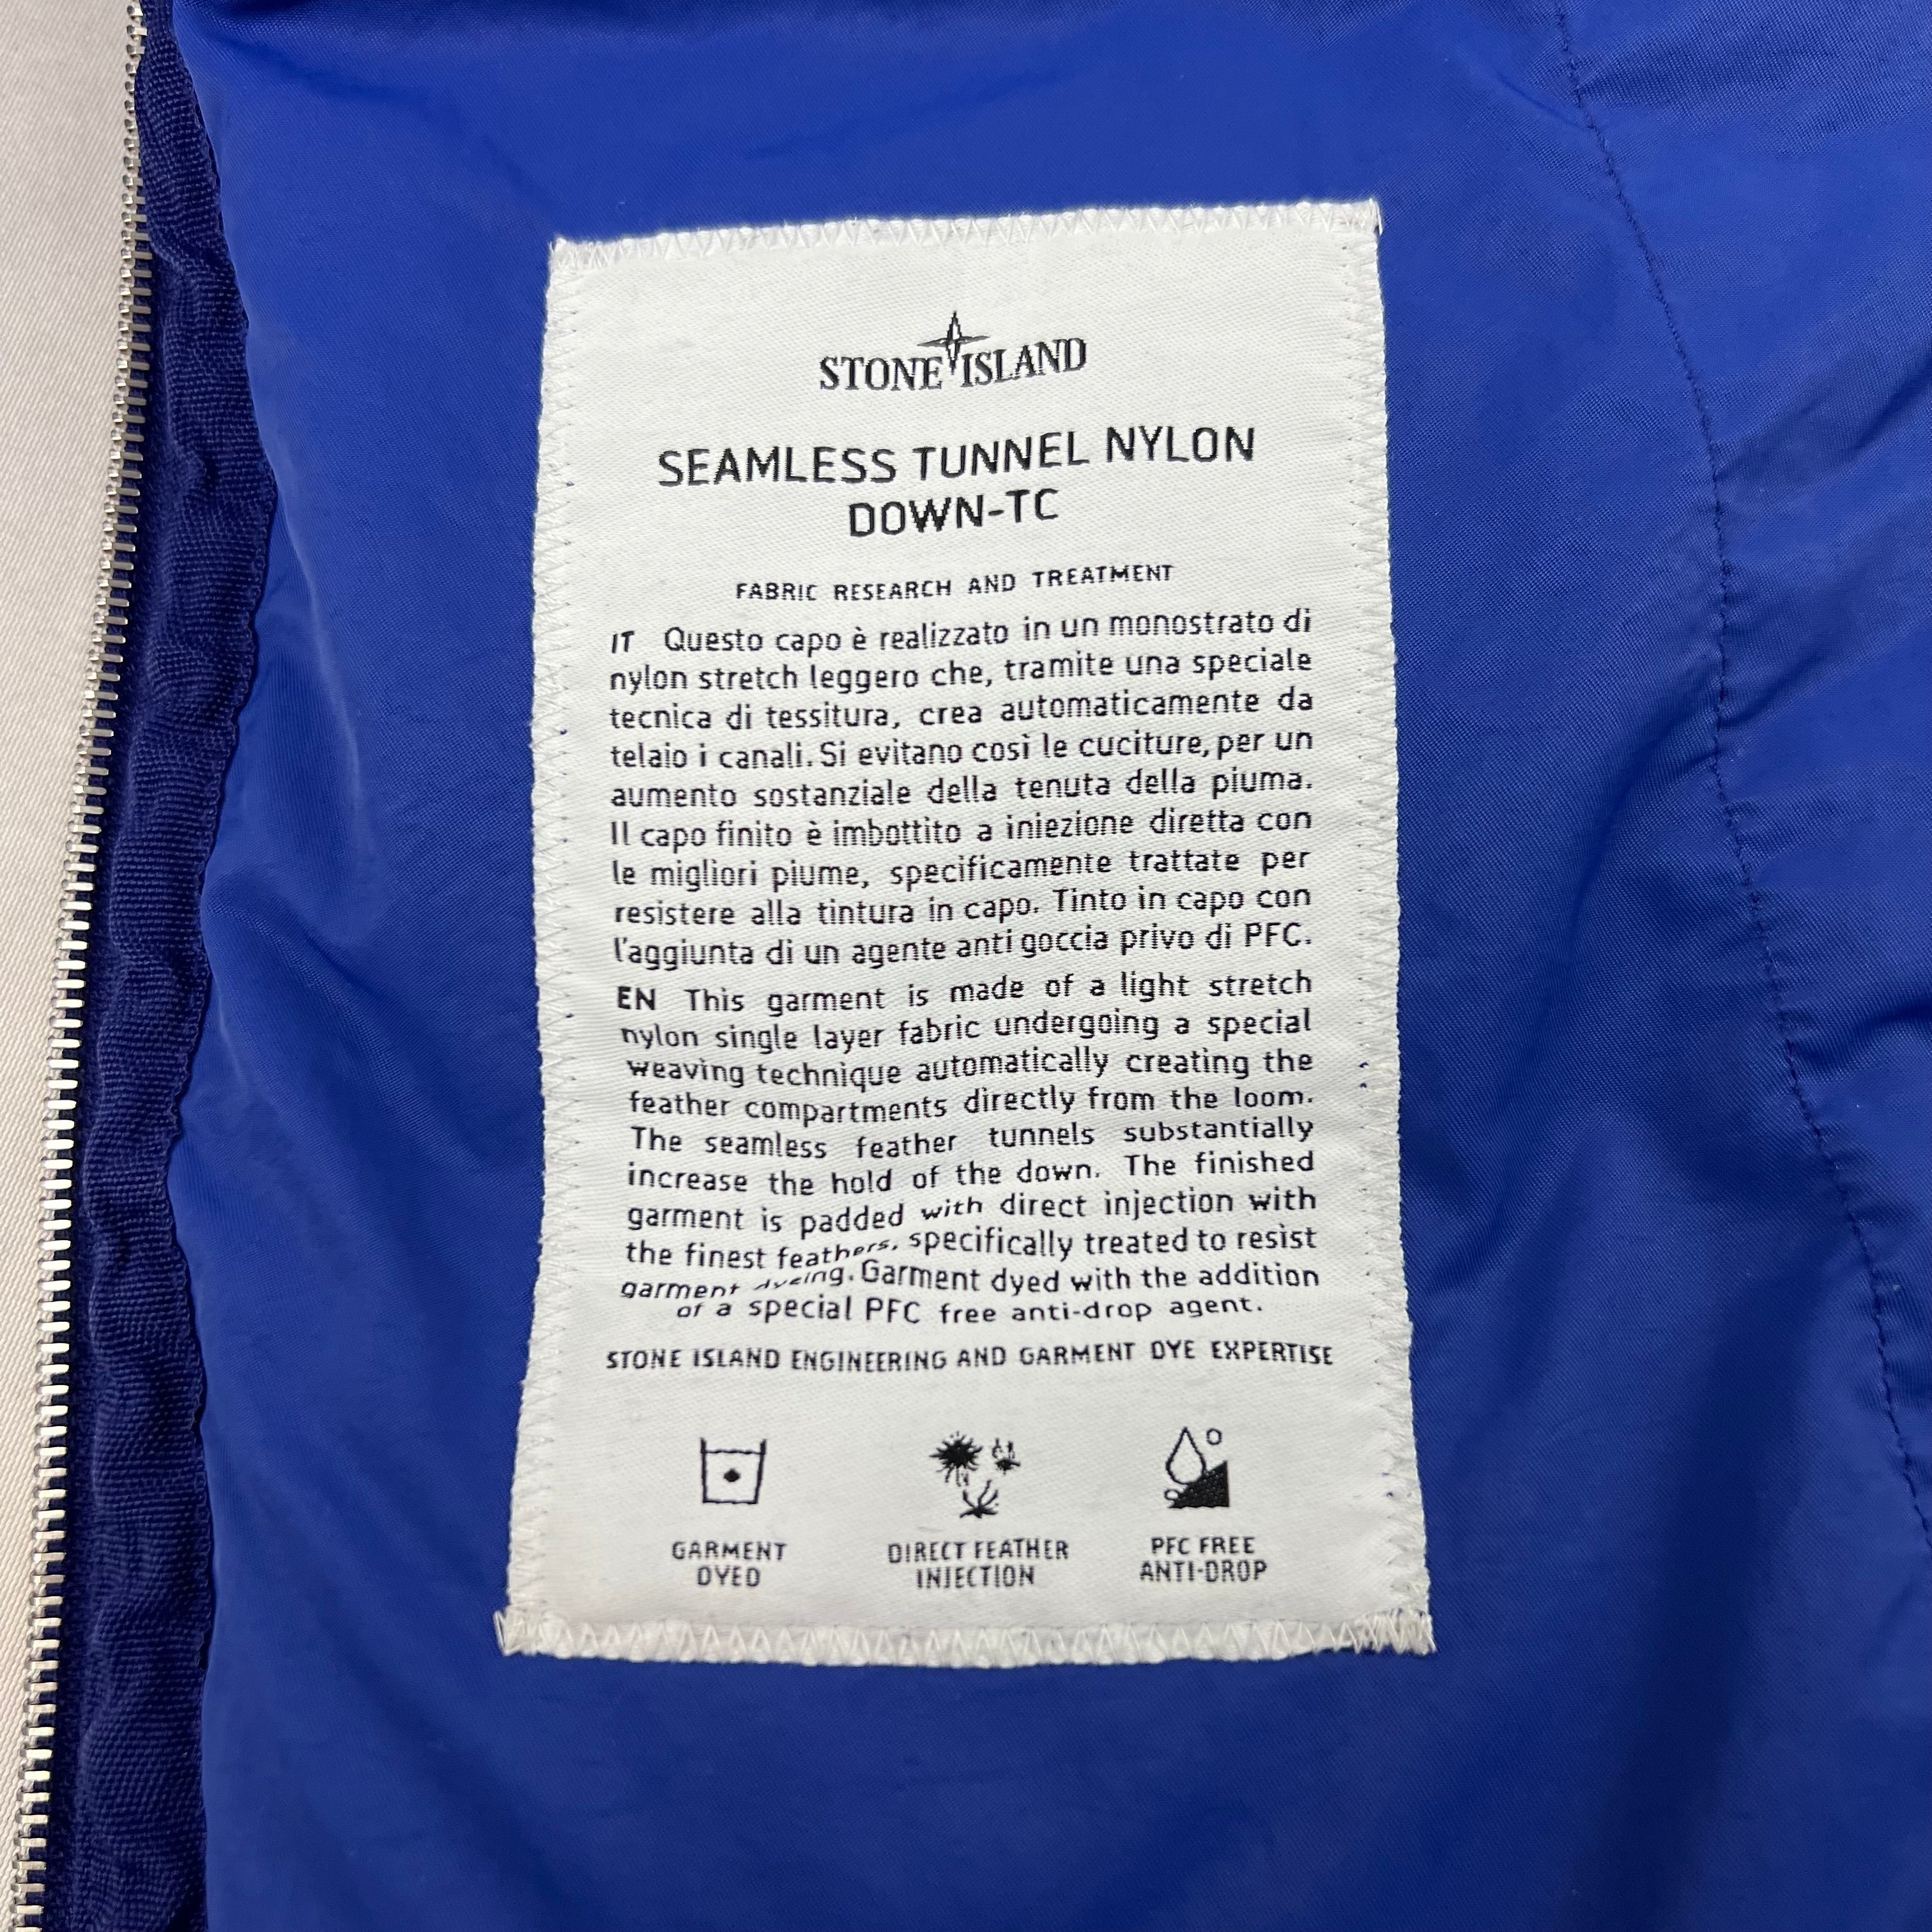 STONE ISLAND
SEAMLESS TUNNEL NYLON
DOWN-TC
FABRIC RESEARCH AND TREATMENT
IT Questo capo è realizzato in un monostrato di
nylon stretch leggero che, tramite una speciale
tecnica di tessitura, crea automaticamente da
telaio i canali. Si evitano così le cuciture, per un
aumento sostanziale della tenuta della piuma.
Il capo finito è imbottito a iniezione diretta con
le migliori piume, specificamente trattate per
resistere alla tintura in capo. Tinto in capo con
l'aggiunta di un agente anti goccia privo di PFC.
EN This garment is made of a light stretch
nylon single layer fabric undergoing a special
weaving technique automatically creating the
feather compartments directly from the loom.
The seamless feather tunnels substantially
increase the hold of the down. The finished
garment is padded with direct injection with
the finest feathers, specifically treated to resist
garment dyeing. Garment dyed with the addition
of a special PFC free anti-drop agent.
STONE ISLAND ENGINEERING AND GARMENT DYE EXPERTISE
GARMENT DIRECT FEATHER PFC FREE
DYED INJECTION ANTI-DROP